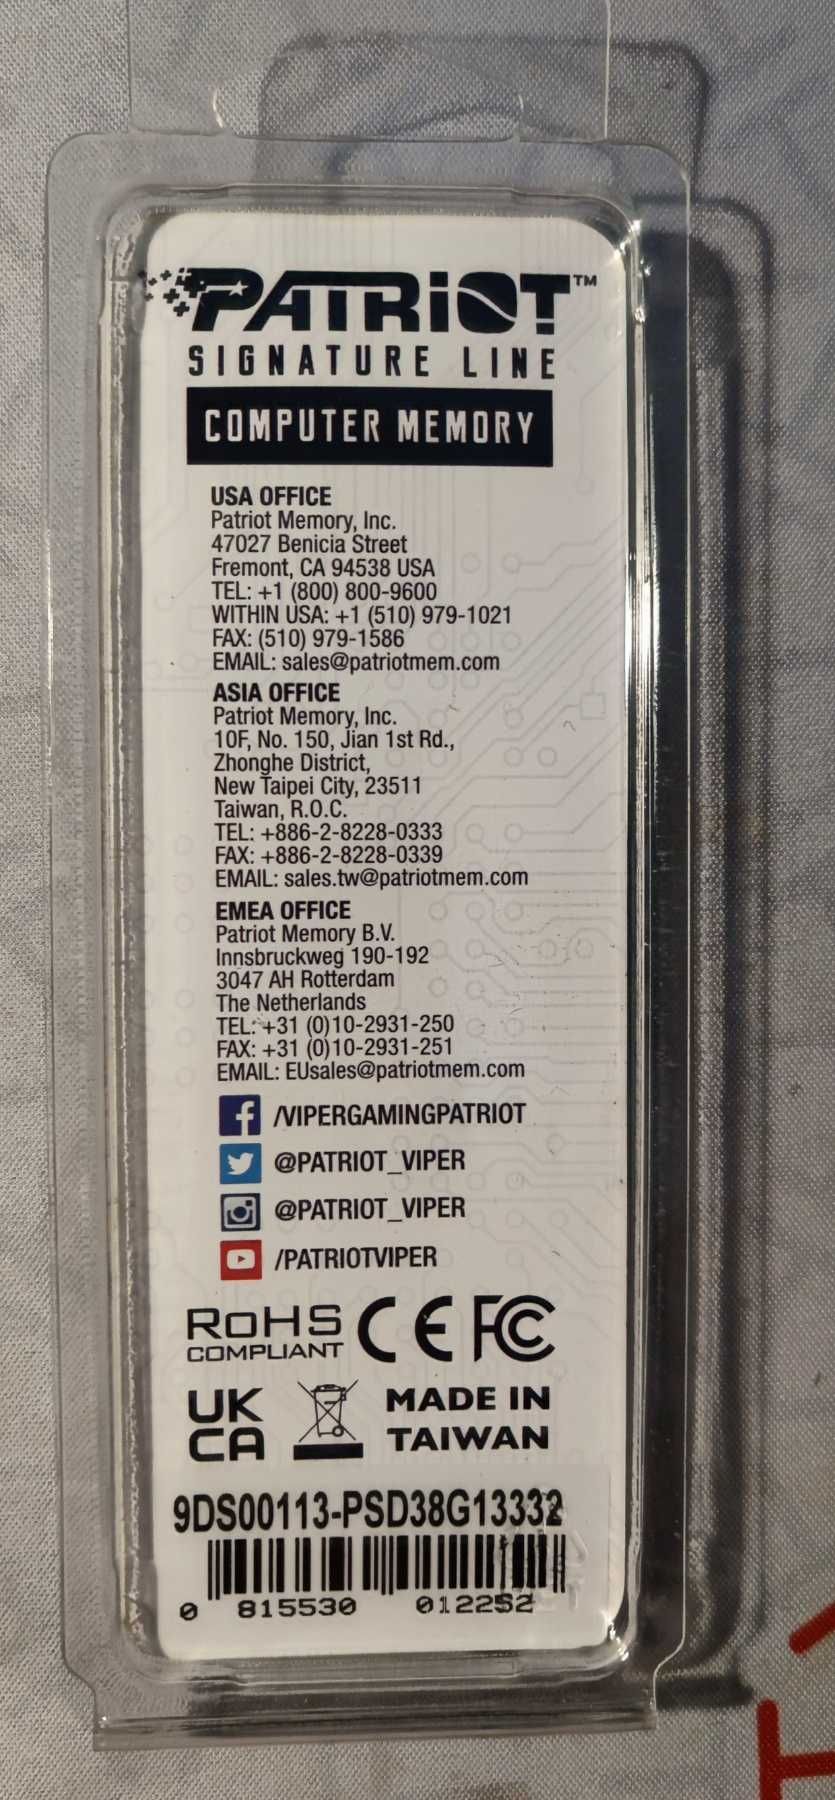 PATRiOT™
SIGNATURE LINE
COMPUTER MEMORY
USA OFFICE
Patriot Memory, Inc.
47027 Benicia Street
Fremont, CA 94538 USA
TEL: +1 (800) 800-9600
WITHIN USA: +1 (510) 979-1021
FAX: (510) 979-1586
EMAIL: sales@patriotmem.com
ASIA OFFICE
Patriot Memory, Inc.
10F, No. 150, Jian 1st Rd.,
Zhonghe District,
New Taipei City, 23511
Taiwan, R.O.C.
TEL: +886-2-8228-0333
FAX: +886-2-8228-0339
EMAIL: sales.tw@patriotmem.com
EMEA OFFICE
Patriot Memory B.V.
Innsbruckweg 190-192
3047 AH Rotterdam
The Netherlands
TEL: +31 (0)10-2931-250
FAX: +31 (0)10-2931-251
EMAIL: EUsales@patriotmem.com
/VIPERGAMINGPATRIOT
@PATRIOT_VIPER
@PATRIOT_VIPER
/PATRIOTVIPER
RoHS
COMPLIANT
CE FC
UK
CA
MADE IN
TAIWAN
9DS00113-PSD38G13332
0 815530 012252